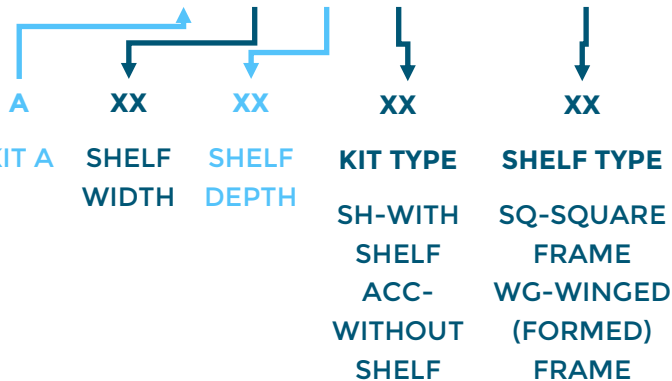 A XX XX XX XX
KIT A SHELF WIDTH SHELF DEPTH KIT TYPE SHELF TYPE
SH-WITH SHELF
ACC-WITHOUT SHELF
SQ-SQUARE FRAME
WG-WINGED (FORMED) FRAME